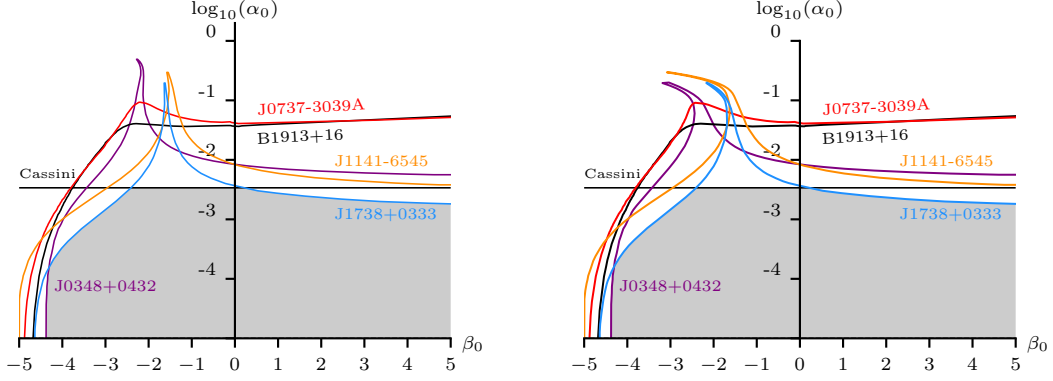 log₁₀(α₀)
0
-1
J0737-3039A
B1913+16
-2
J1141-6545
Cassini
-3
J1738+0333
-4
J0348+0432
β₀
−5 −4 −3 −2 −1 0 1 2 3 4 5
log₁₀(α₀)
0
-1
J0737-3039A
B1913+16
-2
J1141-6545
Cassini
-3
J1738+0333
-4
J0348+0432
β₀
−5 −4 −3 −2 −1 0 1 2 3 4 5